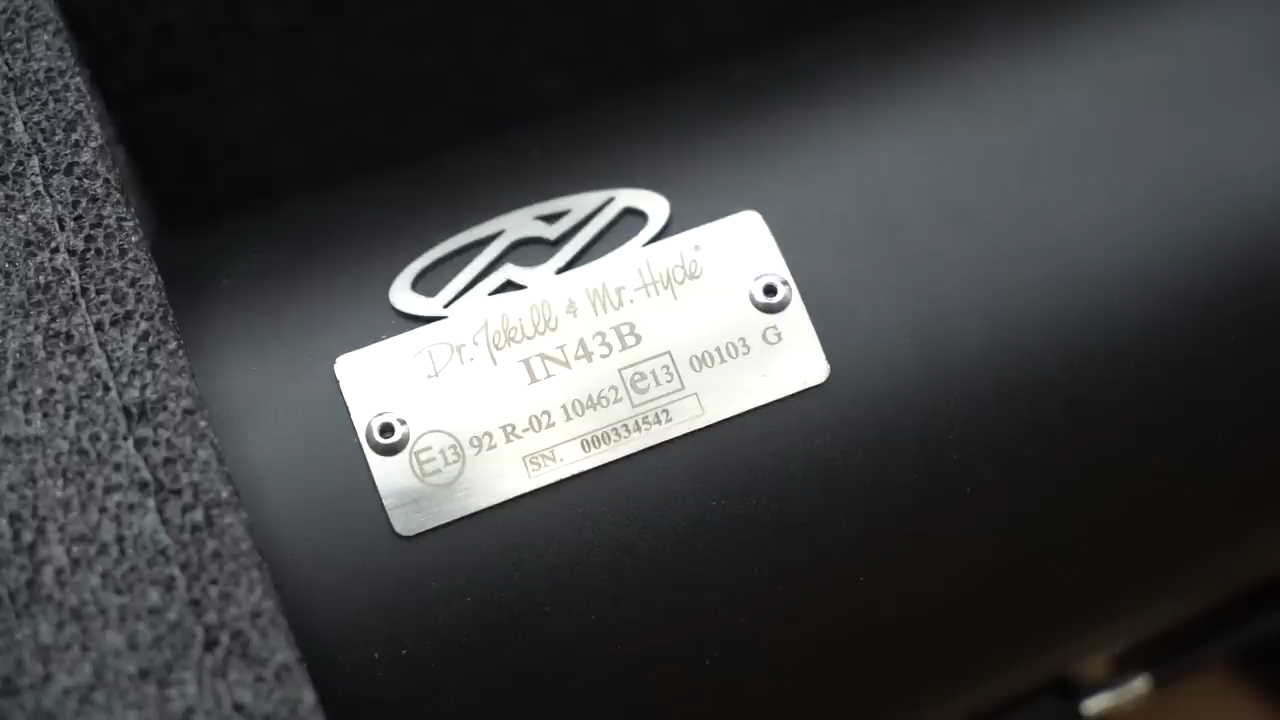 Dr. Jekill & Mr. Hyde®
IN43B
E13 92 R-02 10462 e13 00103 G
SN. 000334542